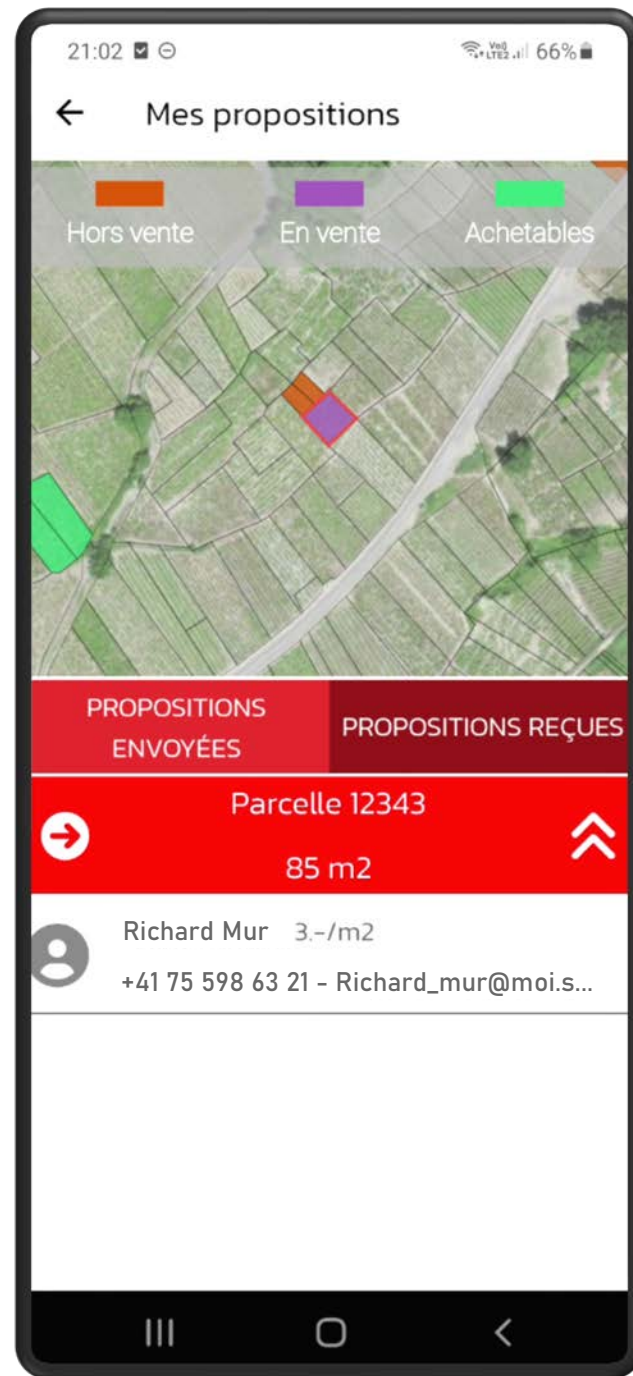 21:02 66%
Mes propositions
Hors vente En vente Achetables
PROPOSITIONS
ENVOYÉES
PROPOSITIONS REÇUES
Parcelle 12343
85 m2
Richard Mur 3.-/m2
+41 75 598 63 21 - Richard_mur@moi.s...